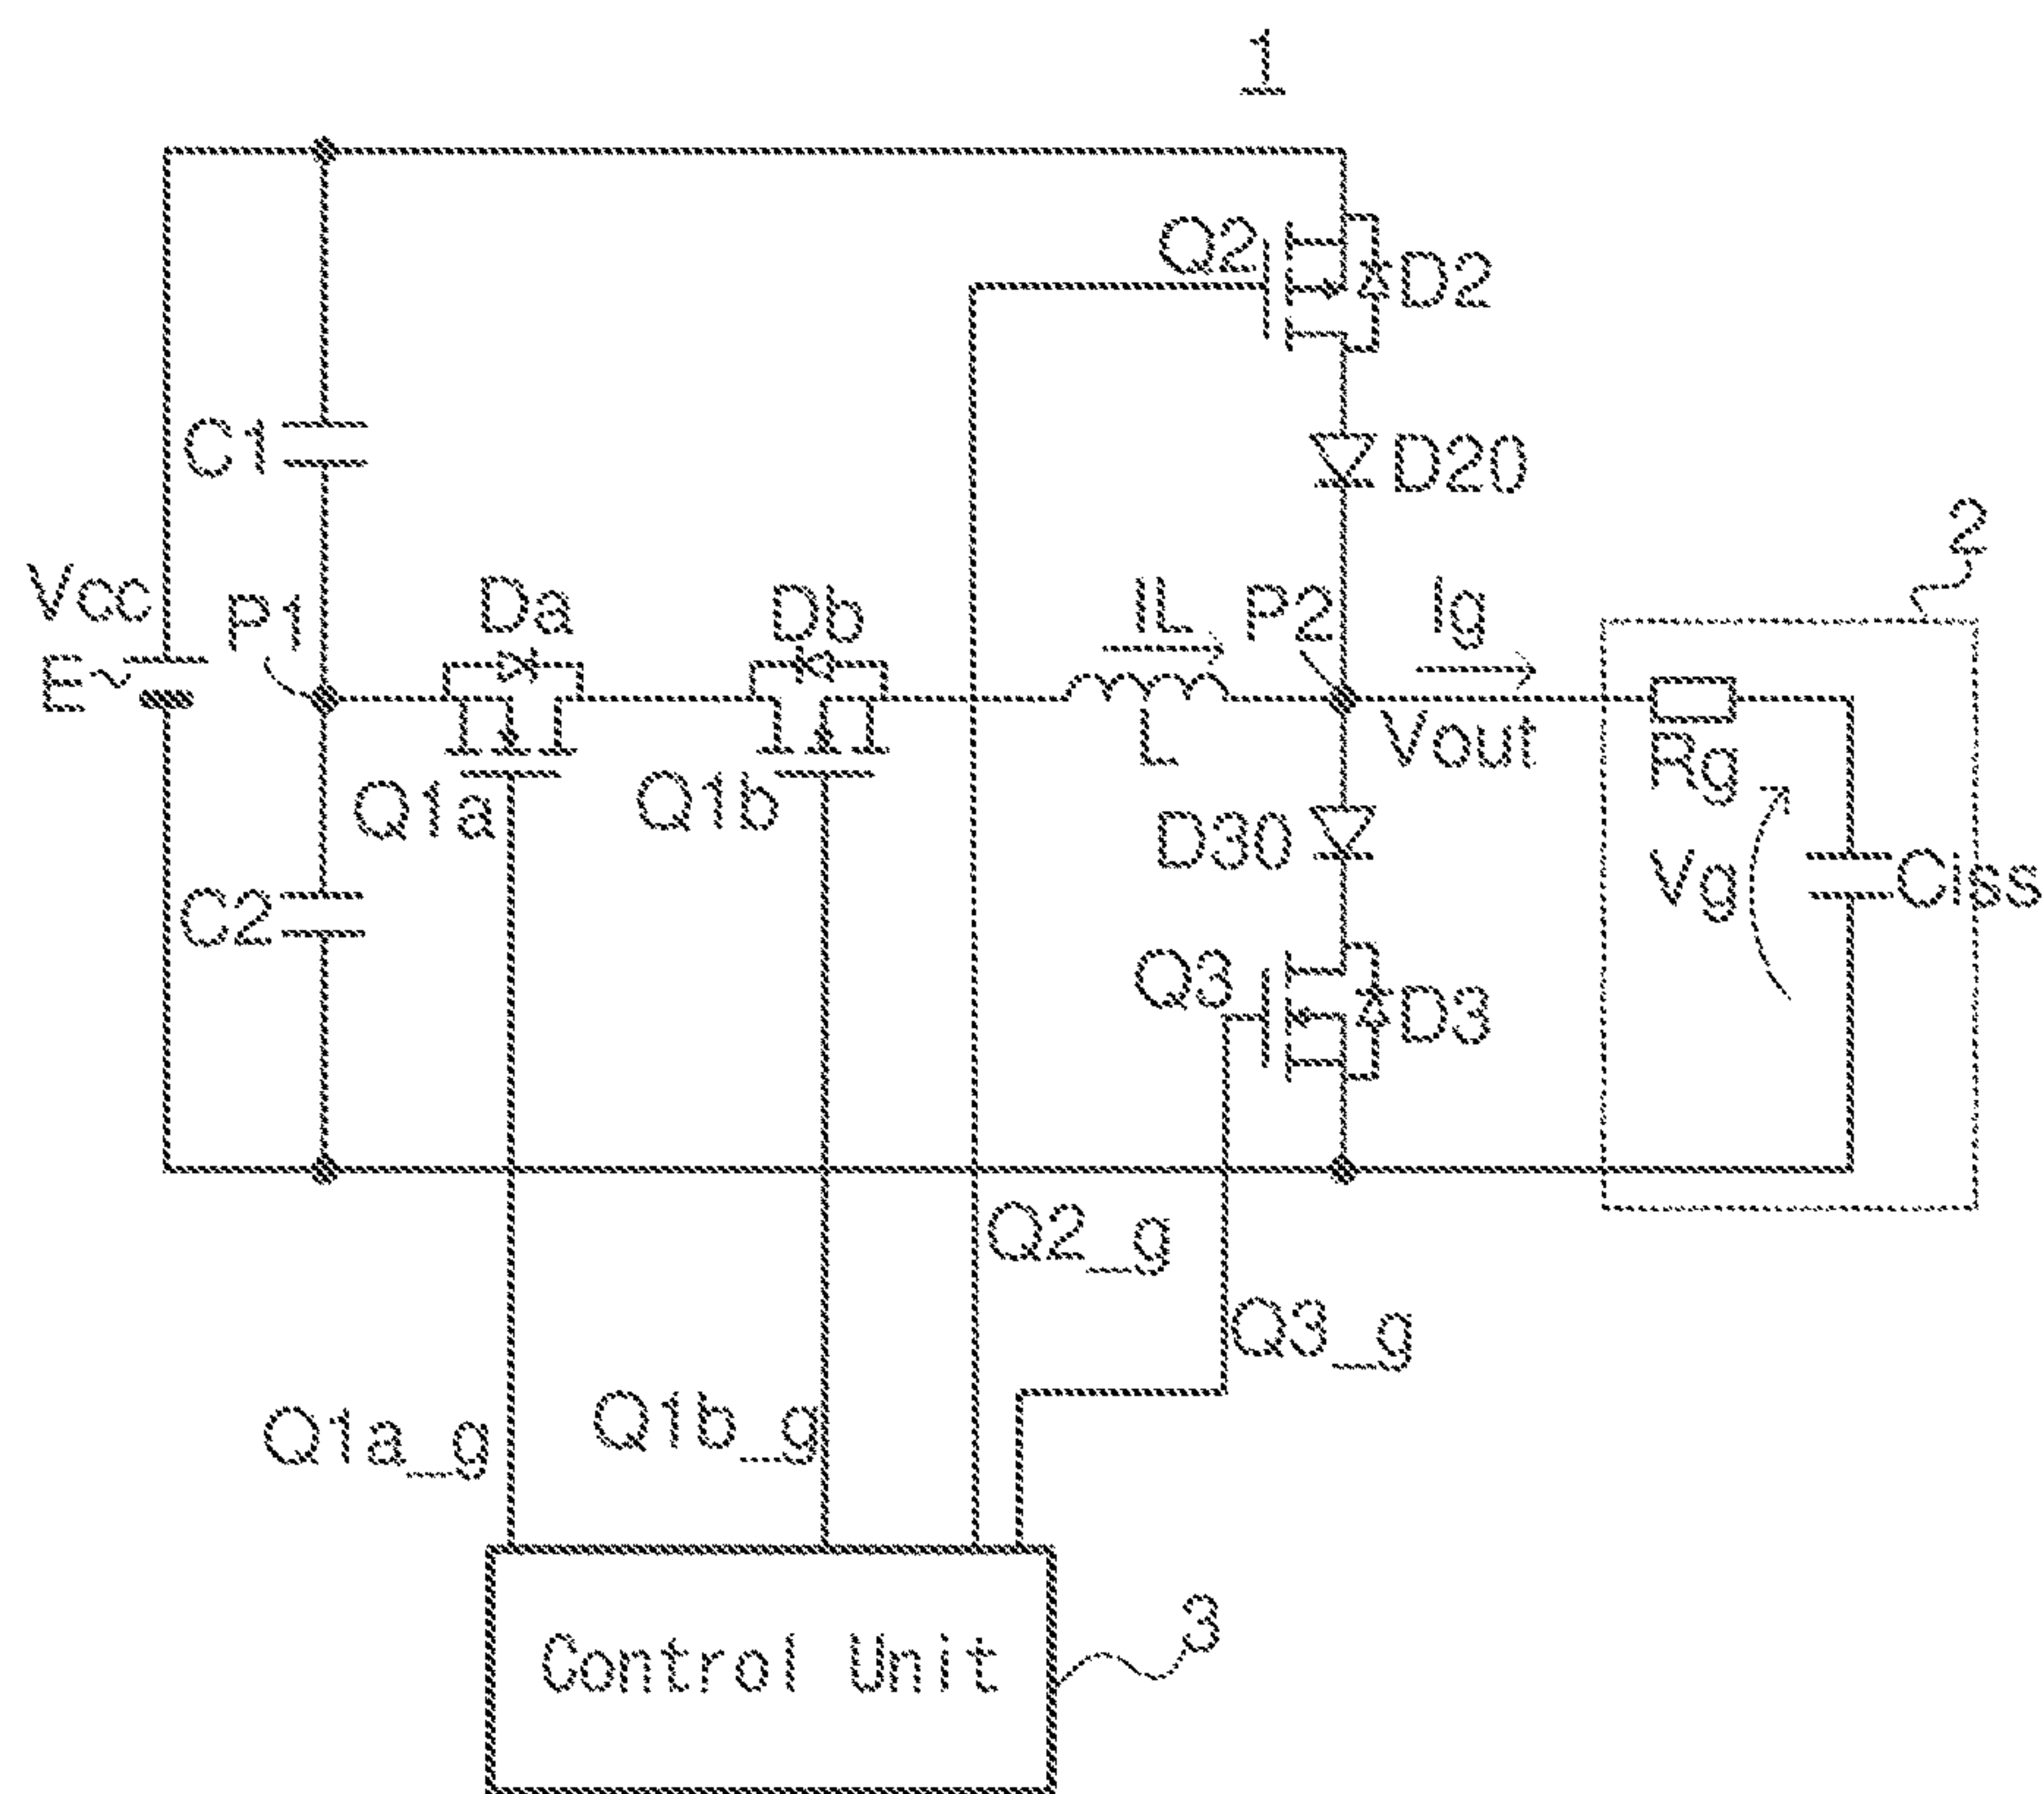 1
Q2
D2
C1
D20
2
Vcc
P1
Da
Db
IL
P2
Ig
E
L
Vout
Rg
Q1a
Q1b
D30
Vg
Ciss
C2
Q3
D3
Q2_g
Q3_g
Q1a_g
Q1b_g
Control Unit
3